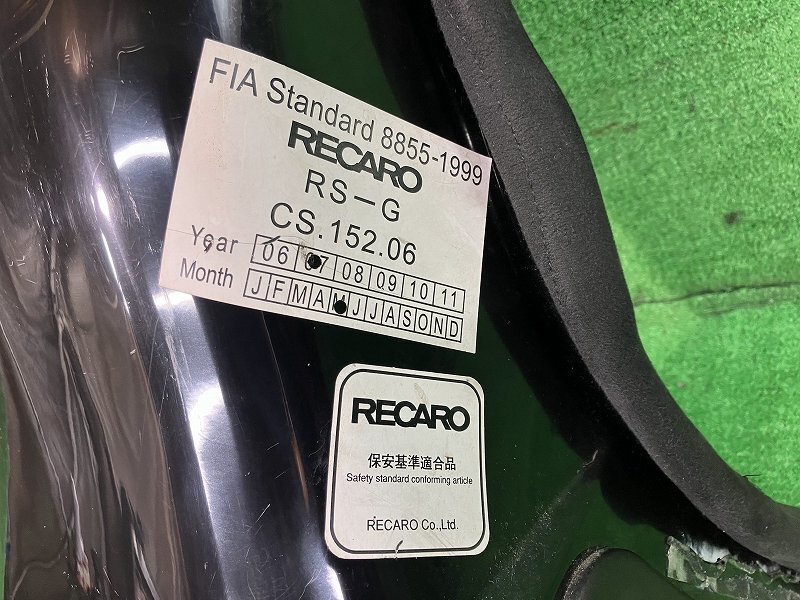 FIA Standard 8855-1999
RECARO
RS-G
CS.152.06
Year 06 07 08 09 10 11
Month J F M A M J J A S O N D
RECARO
保安基準適合品
Safety standard conforming article
RECARO Co.,Ltd.